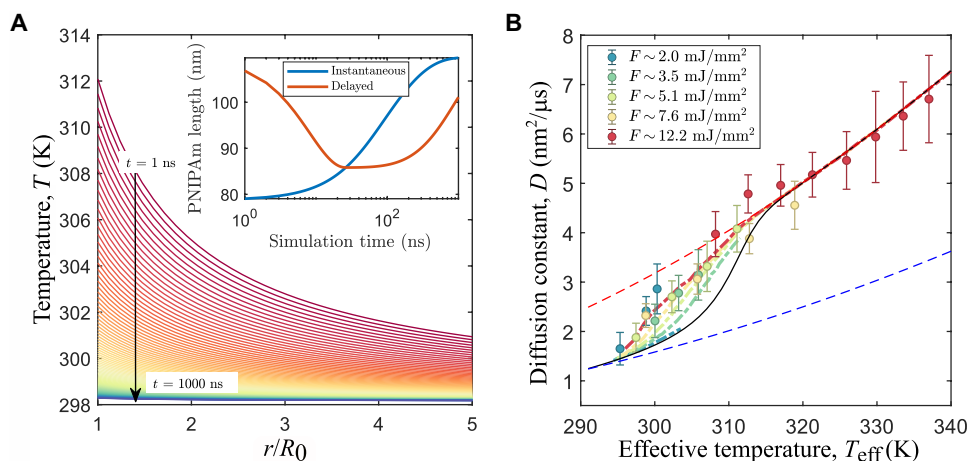 A
314
312
310
308
306
304
302
300
298
Temperature, T (K)
t = 1 ns
t = 1000 ns
1
2
3
4
5
r/R0
PNIPAm length (nm)
100
90
80
Instantaneous
Delayed
10^0
10^2
Simulation time (ns)
B
8
7
6
5
4
3
2
1
Diffusion constant, D (nm²/μs)
F ~ 2.0 mJ/mm²
F ~ 3.5 mJ/mm²
F ~ 5.1 mJ/mm²
F ~ 7.6 mJ/mm²
F ~ 12.2 mJ/mm²
290
300
310
320
330
340
Effective temperature, Teff (K)